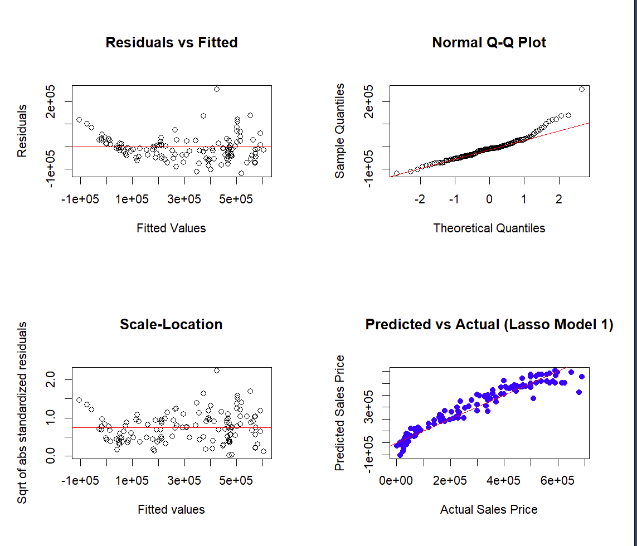 Residuals vs Fitted
Residuals
2e+05
-1e+05
-1e+05 1e+05 3e+05 5e+05
Fitted Values
Normal Q-Q Plot
Sample Quantiles
2e+05
-1e+05
-2 -1 0 1 2
Theoretical Quantiles
Scale-Location
Sqrt of abs standardized residuals
2.0
1.0
0.0
-1e+05 1e+05 3e+05 5e+05
Fitted values
Predicted vs Actual (Lasso Model 1)
Predicted Sales Price
3e+05
-1e+05
0e+00 2e+05 4e+05 6e+05
Actual Sales Price